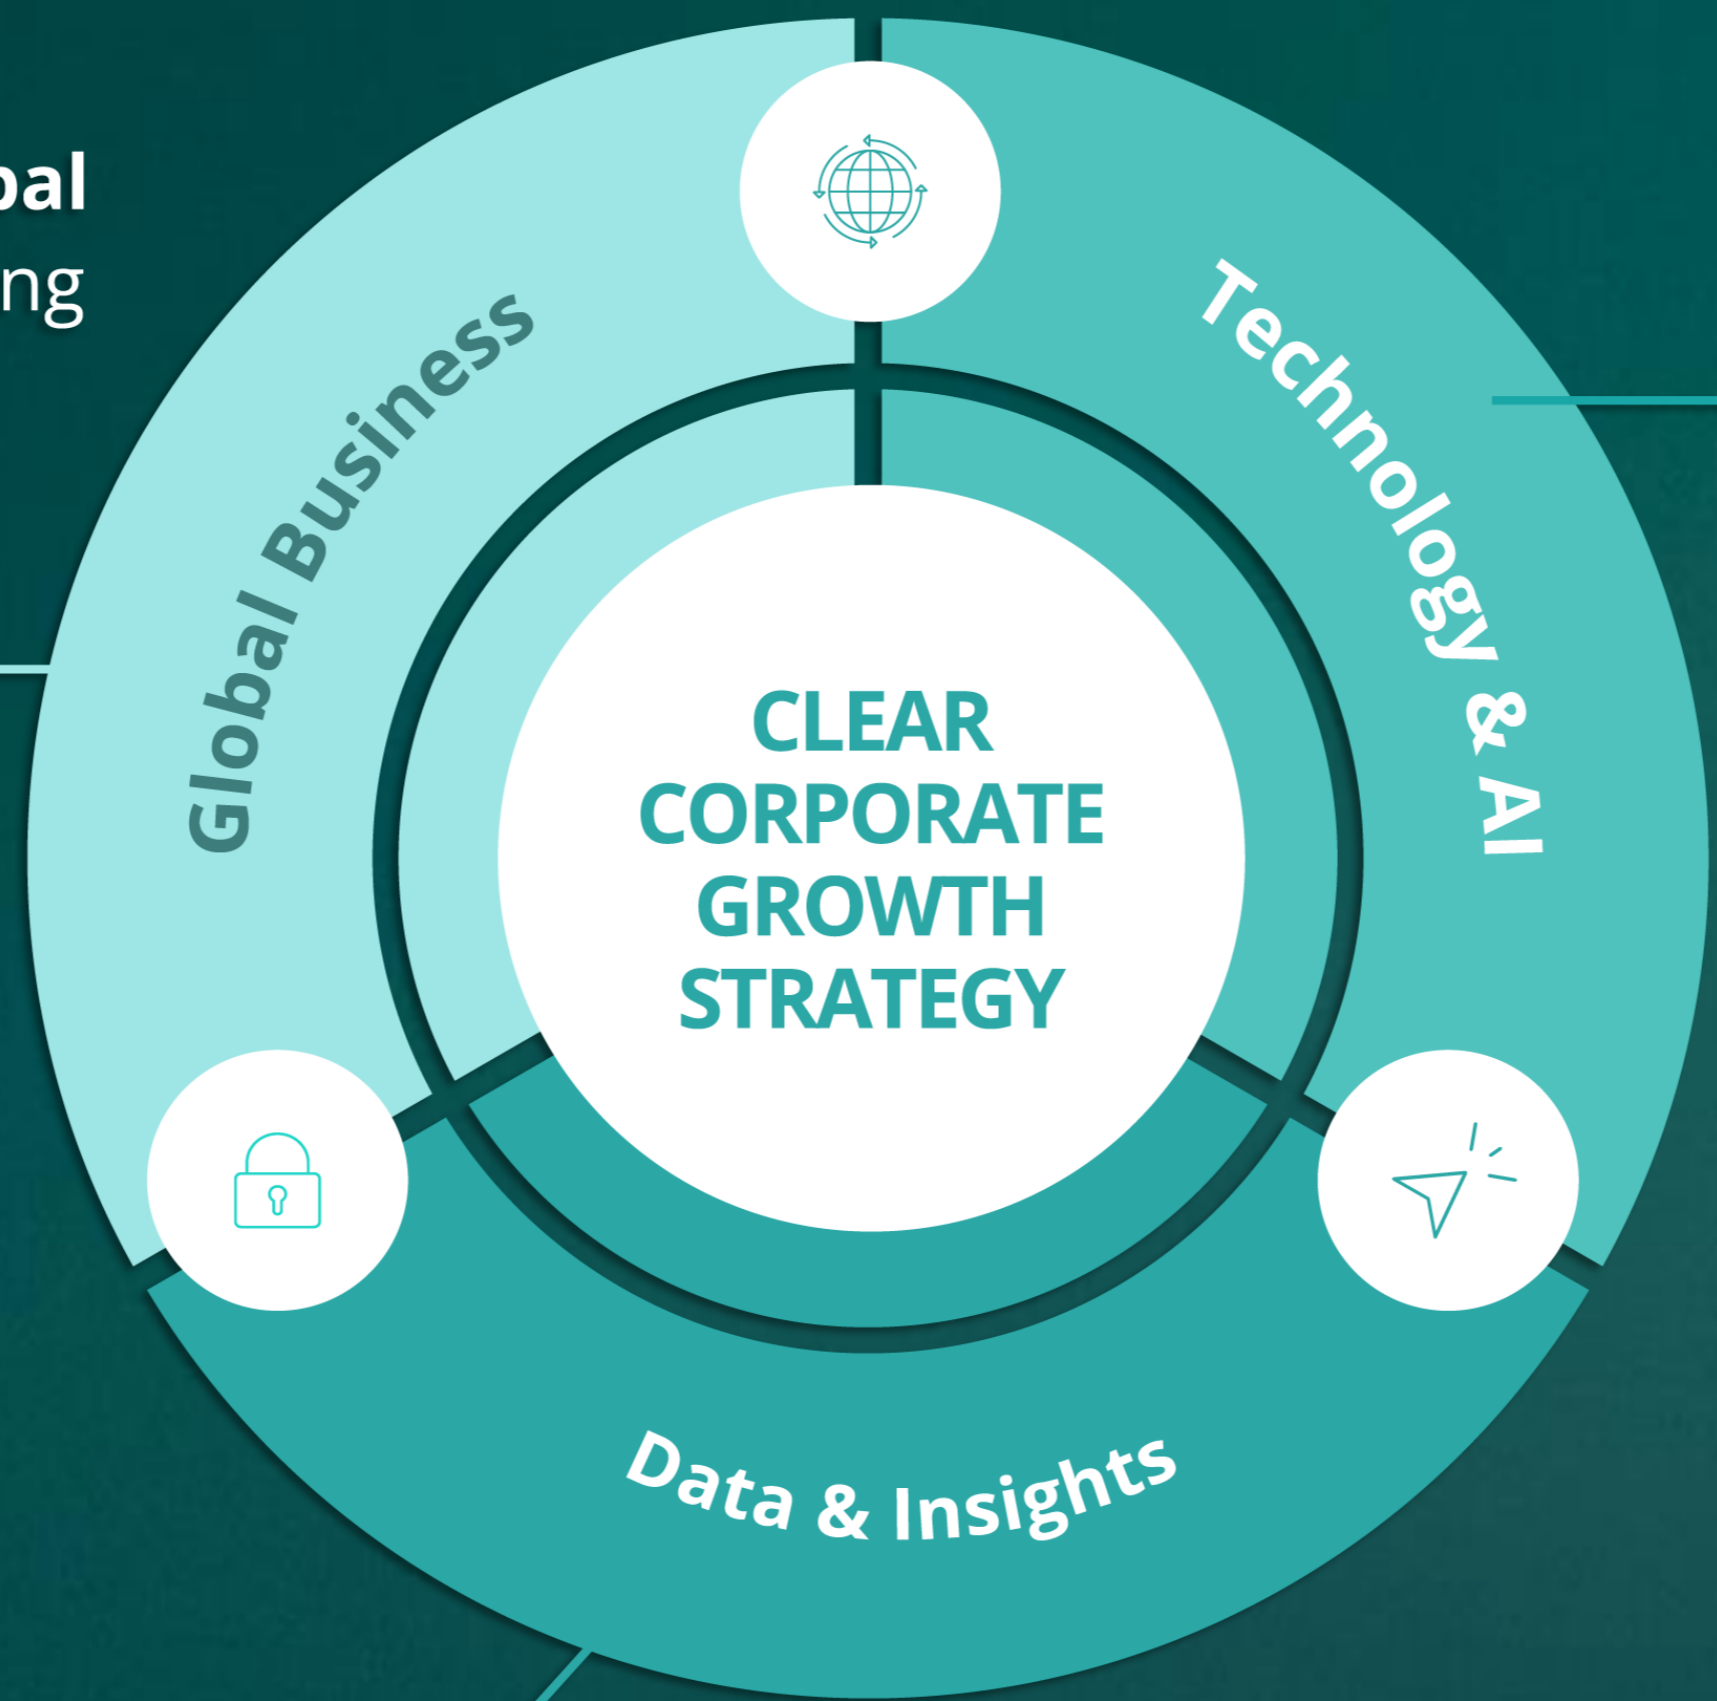 Global Business
Technology & AI
CLEAR
CORPORATE
GROWTH
STRATEGY
Data & Insights